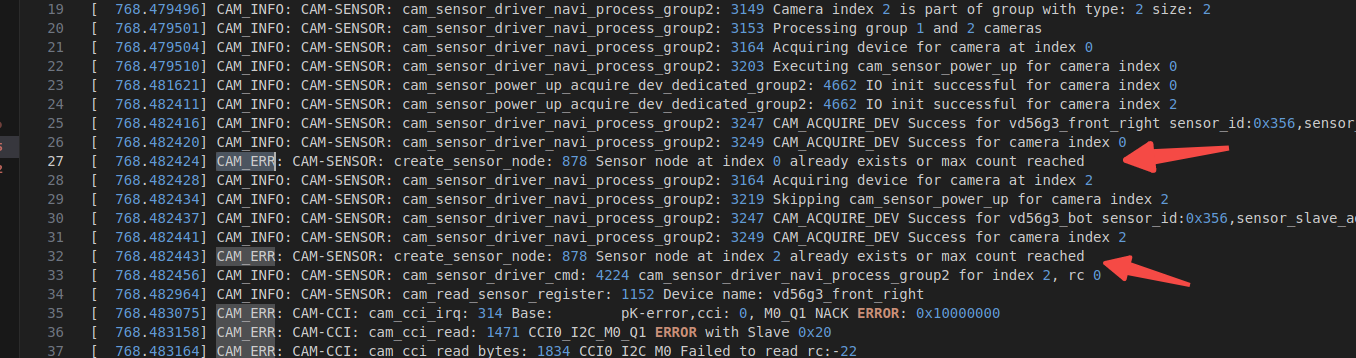 19 [ 768.479496] CAM_INFO: CAM-SENSOR: cam_sensor_driver_navi_process_group2: 3149 Camera index 2 is part of group with type: 2 size: 2
20 [ 768.479501] CAM_INFO: CAM-SENSOR: cam_sensor_driver_navi_process_group2: 3153 Processing group 1 and 2 cameras
21 [ 768.479504] CAM_INFO: CAM-SENSOR: cam_sensor_driver_navi_process_group2: 3164 Acquiring device for camera at index 0
22 [ 768.479510] CAM_INFO: CAM-SENSOR: cam_sensor_driver_navi_process_group2: 3203 Executing cam_sensor_power_up for camera index 0
23 [ 768.481621] CAM_INFO: CAM-SENSOR: cam_sensor_power_up_acquire_dev_dedicated_group2: 4662 IO init successful for camera index 0
24 [ 768.482411] CAM_INFO: CAM-SENSOR: cam_sensor_power_up_acquire_dev_dedicated_group2: 4662 IO init successful for camera index 2
25 [ 768.482416] CAM_INFO: CAM-SENSOR: cam_sensor_driver_navi_process_group2: 3247 CAM_ACQUIRE_DEV Success for vd56g3_front_right sensor_id:0x356,sensor_
26 [ 768.482420] CAM_INFO: CAM-SENSOR: cam_sensor_driver_navi_process_group2: 3249 CAM_ACQUIRE_DEV Success for camera index 0
27 [ 768.482424] CAM_ERR: CAM-SENSOR: create_sensor_node: 878 Sensor node at index 0 already exists or max count reached
28 [ 768.482428] CAM_INFO: CAM-SENSOR: cam_sensor_driver_navi_process_group2: 3164 Acquiring device for camera at index 2
29 [ 768.482434] CAM_INFO: CAM-SENSOR: cam_sensor_driver_navi_process_group2: 3219 Skipping cam_sensor_power_up for camera index 2
30 [ 768.482437] CAM_INFO: CAM-SENSOR: cam_sensor_driver_navi_process_group2: 3247 CAM_ACQUIRE_DEV Success for vd56g3_bot sensor_id:0x356,sensor_slave_a
31 [ 768.482441] CAM_INFO: CAM-SENSOR: cam_sensor_driver_navi_process_group2: 3249 CAM_ACQUIRE_DEV Success for camera index 2
32 [ 768.482443] CAM_ERR: CAM-SENSOR: create_sensor_node: 878 Sensor node at index 2 already exists or max count reached
33 [ 768.482456] CAM_INFO: CAM-SENSOR: cam_sensor_driver_cmd: 4224 cam_sensor_driver_navi_process_group2 for index 2, rc 0
34 [ 768.482964] CAM_INFO: CAM-SENSOR: cam_read_sensor_register: 1152 Device name: vd56g3_front_right
35 [ 768.483075] CAM_ERR: CAM-CCI: cam_cci_irq: 314 Base: pK-error,cci: 0, M0_Q1 NACK ERROR: 0x10000000
36 [ 768.483158] CAM_ERR: CAM-CCI: cam_cci_read: 1471 CCI0_I2C_M0_Q1 ERROR with Slave 0x20
37 [ 768.483164] CAM_ERR: CAM-CCI: cam_cci_read_bytes: 1834 CCI0_I2C_M0 Failed to read rc:-22